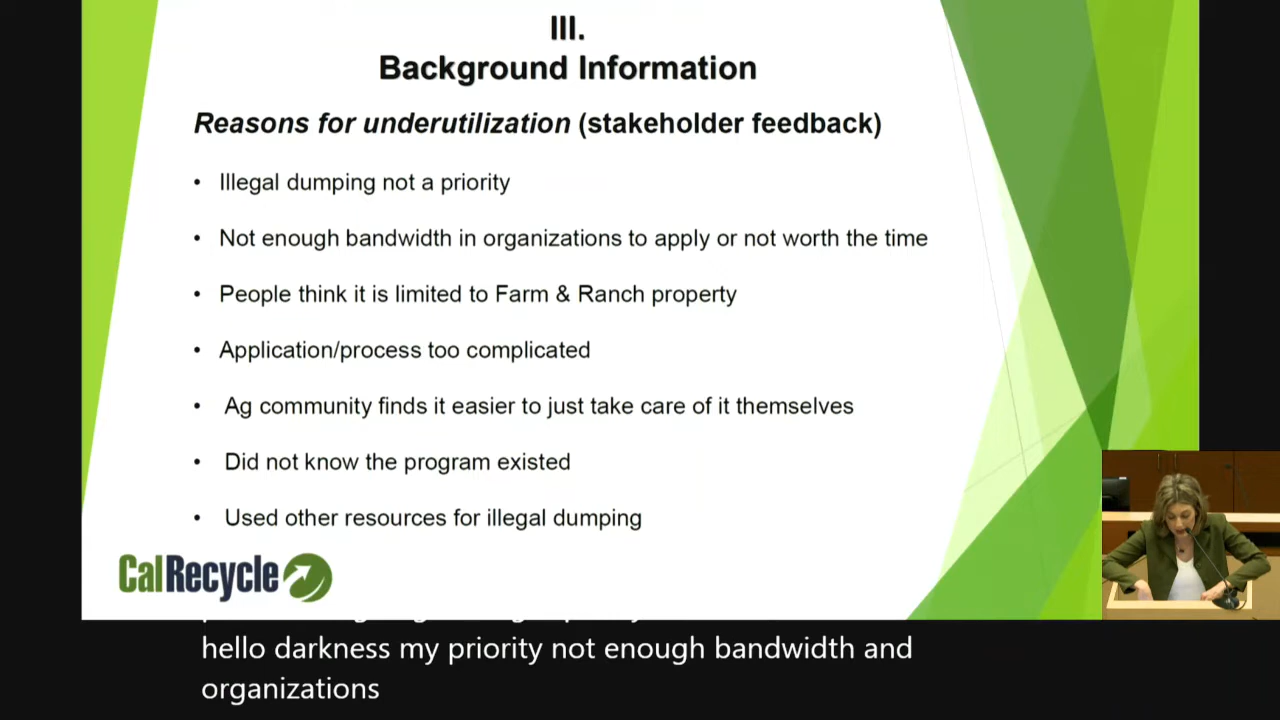 III.
Background Information
Reasons for underutilization (stakeholder feedback)
• Illegal dumping not a priority
• Not enough bandwidth in organizations to apply or not worth the time
• People think it is limited to Farm & Ranch property
• Application/process too complicated
• Ag community finds it easier to just take care of it themselves
• Did not know the program existed
• Used other resources for illegal dumping
CalRecycle
hello darkness my priority not enough bandwidth and
organizations